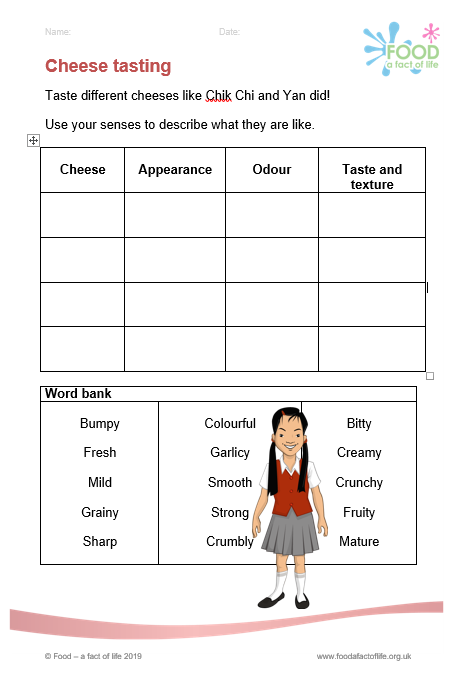 Name: Date:
FOOD
a fact of life
Cheese tasting
Taste different cheeses like Chik Chi and Yan did!
Use your senses to describe what they are like.
Cheese Appearance Odour Taste and
texture
Word bank
Bumpy Colourful Bitty
Fresh Garlicy Creamy
Mild Smooth Crunchy
Grainy Strong Fruity
Sharp Crumbly Mature
© Food – a fact of life 2019 www.foodafactoflife.org.uk